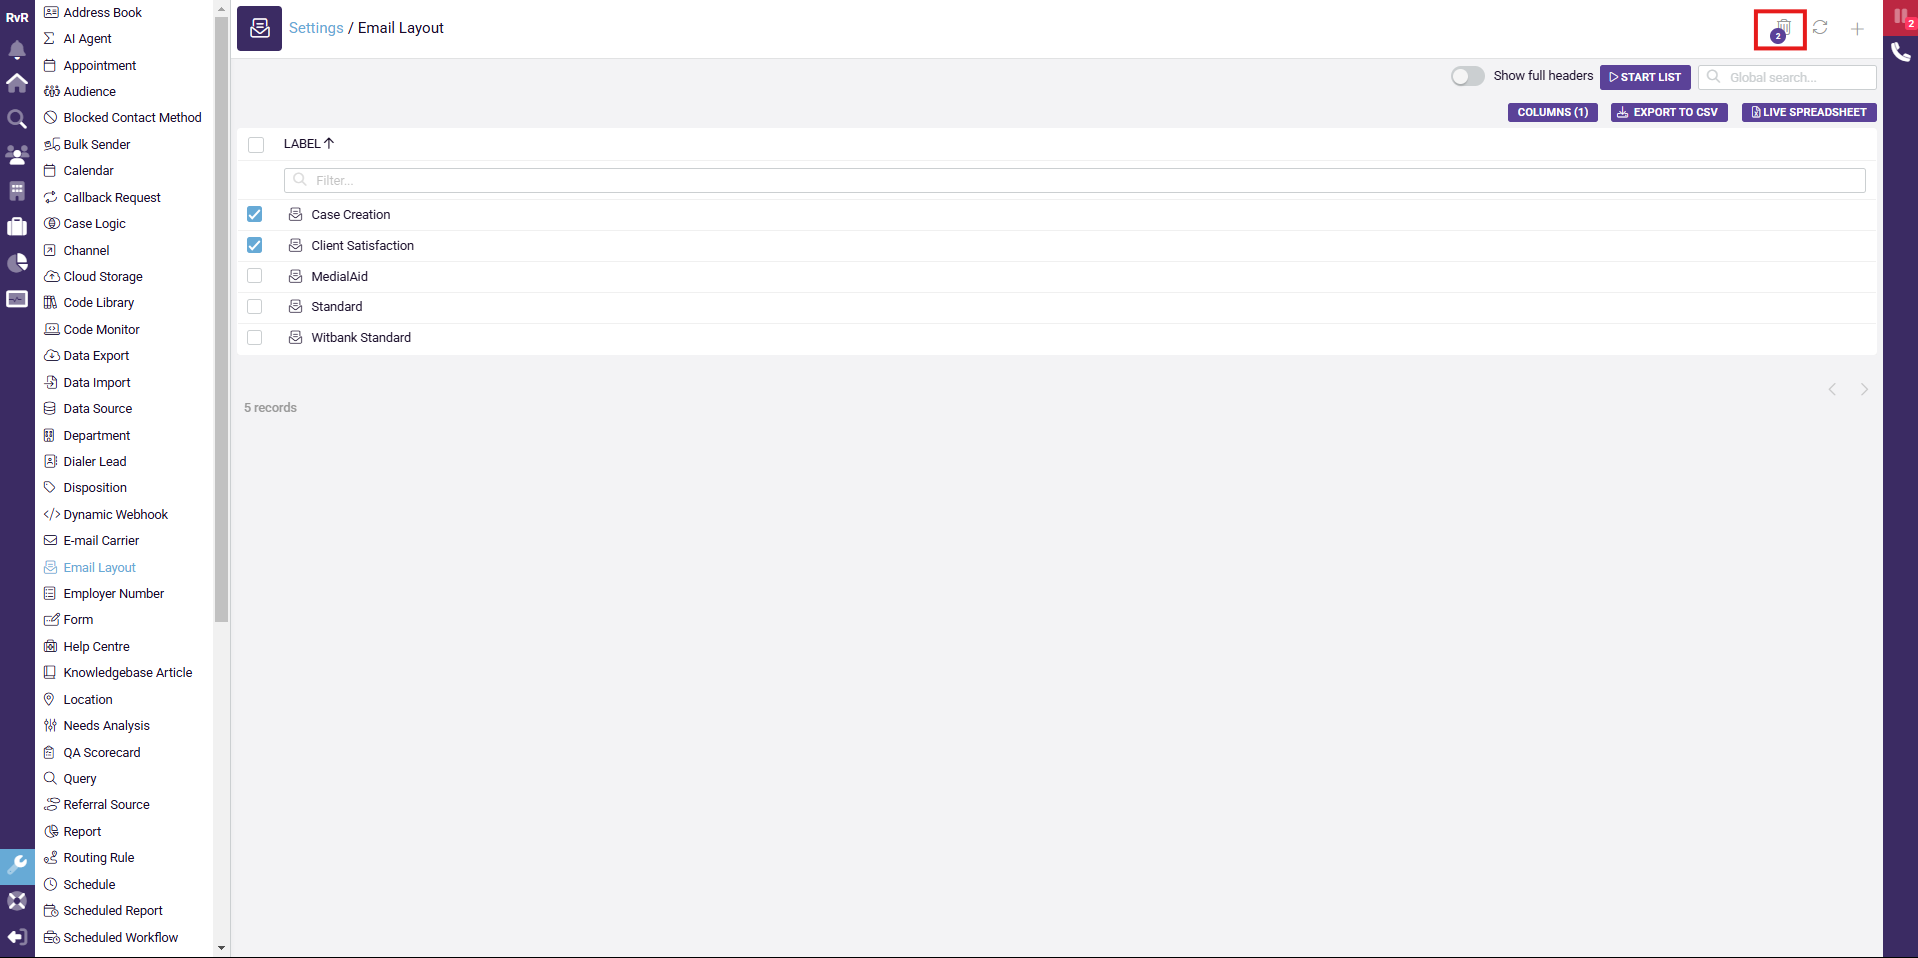 RvR
Address Book
AI Agent
Appointment
Audience
Blocked Contact Method
Bulk Sender
Calendar
Callback Request
Case Logic
Channel
Cloud Storage
Code Library
Code Monitor
Data Export
Data Import
Data Source
Department
Dialer Lead
Disposition
Dynamic Webhook
E-mail Carrier
Email Layout
Employer Number
Form
Help Centre
Knowledgebase Article
Location
Needs Analysis
QA Scorecard
Query
Referral Source
Report
Routing Rule
Schedule
Scheduled Report
Scheduled Workflow
Settings / Email Layout
2
2
Show full headers
START LIST
Global search...
COLUMNS (1)
EXPORT TO CSV
LIVE SPREADSHEET
LABEL
Filter...
Case Creation
Client Satisfaction
MedialAid
Standard
Witbank Standard
5 records